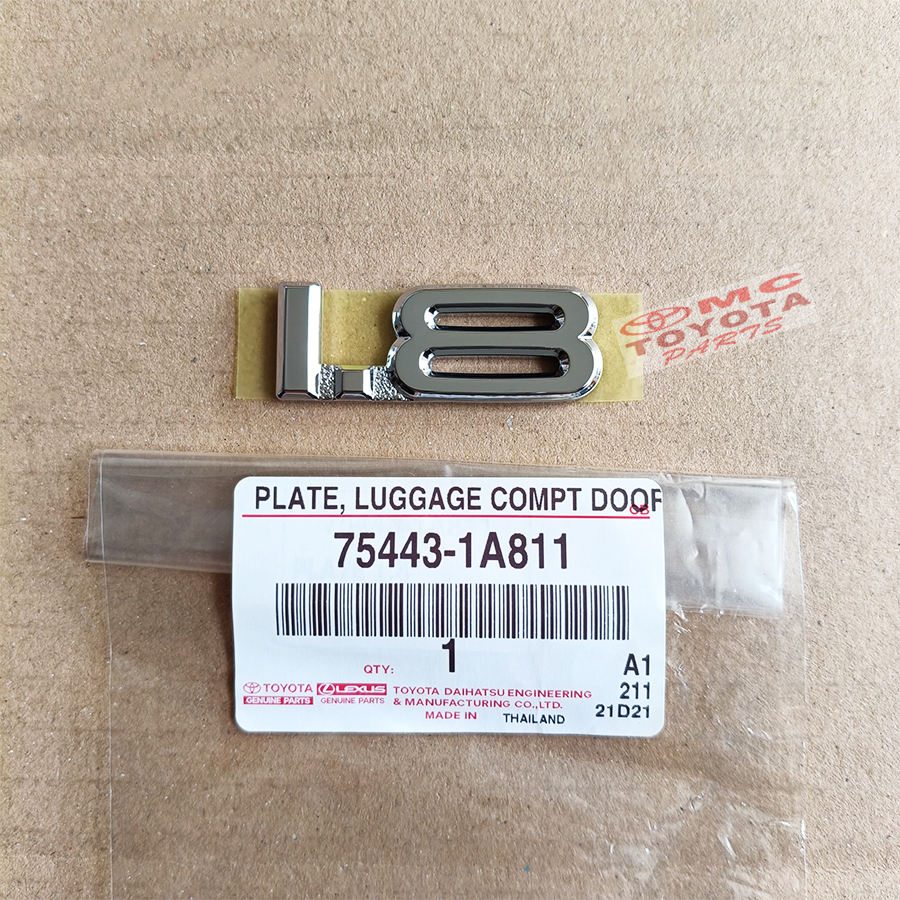 1.8
MC
TOYOTA
PARTS
PLATE, LUGGAGE COMPT DOOR
CB
75443-1A811
1
QTY:
A1
TOYOTA LEXUS TOYOTA DAIHATSU ENGINEERING 211
GENUINE PARTS GENUINE PARTS & MANUFACTURING CO.,LTD. 21D21
MADE IN THAILAND